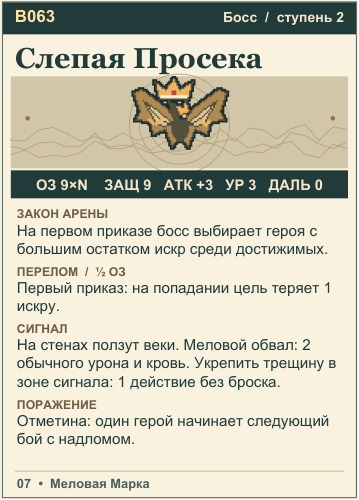 B063
Босс / ступень 2
Слепая Просека
ОЗ 9×N ЗАЩ 9 АТК +3 УР 3 ДАЛЬ 0
ЗАКОН АРЕНЫ
На первом приказе босс выбирает героя с
большим остатком искр среди достижимых.
ПЕРЕЛОМ / ½ ОЗ
Первый приказ: на попадании цель теряет 1
искру.
СИГНАЛ
На стенах ползут веки. Меловой обвал: 2
обычного урона и кровь. Укрепить трещину в
зоне сигнала: 1 действие без броска.
ПОРАЖЕНИЕ
Отметина: один герой начинает следующий
бой с надломом.
07 • Меловая Марка